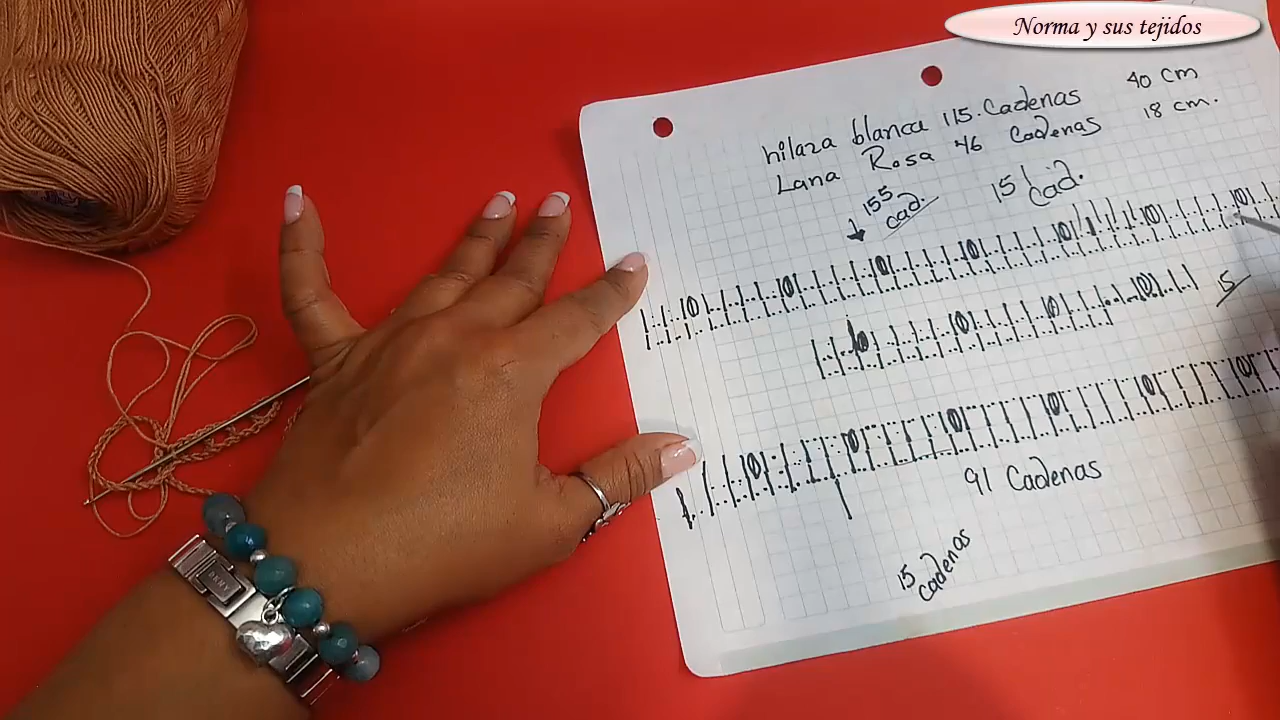 Norma y sus tejidos
hilaza blanca 115. Cadenas 40 cm
Lana Rosa 46 Cadenas 18 cm.
155 cad.
151 cad.
15
91 Cadenas
15 cadenas